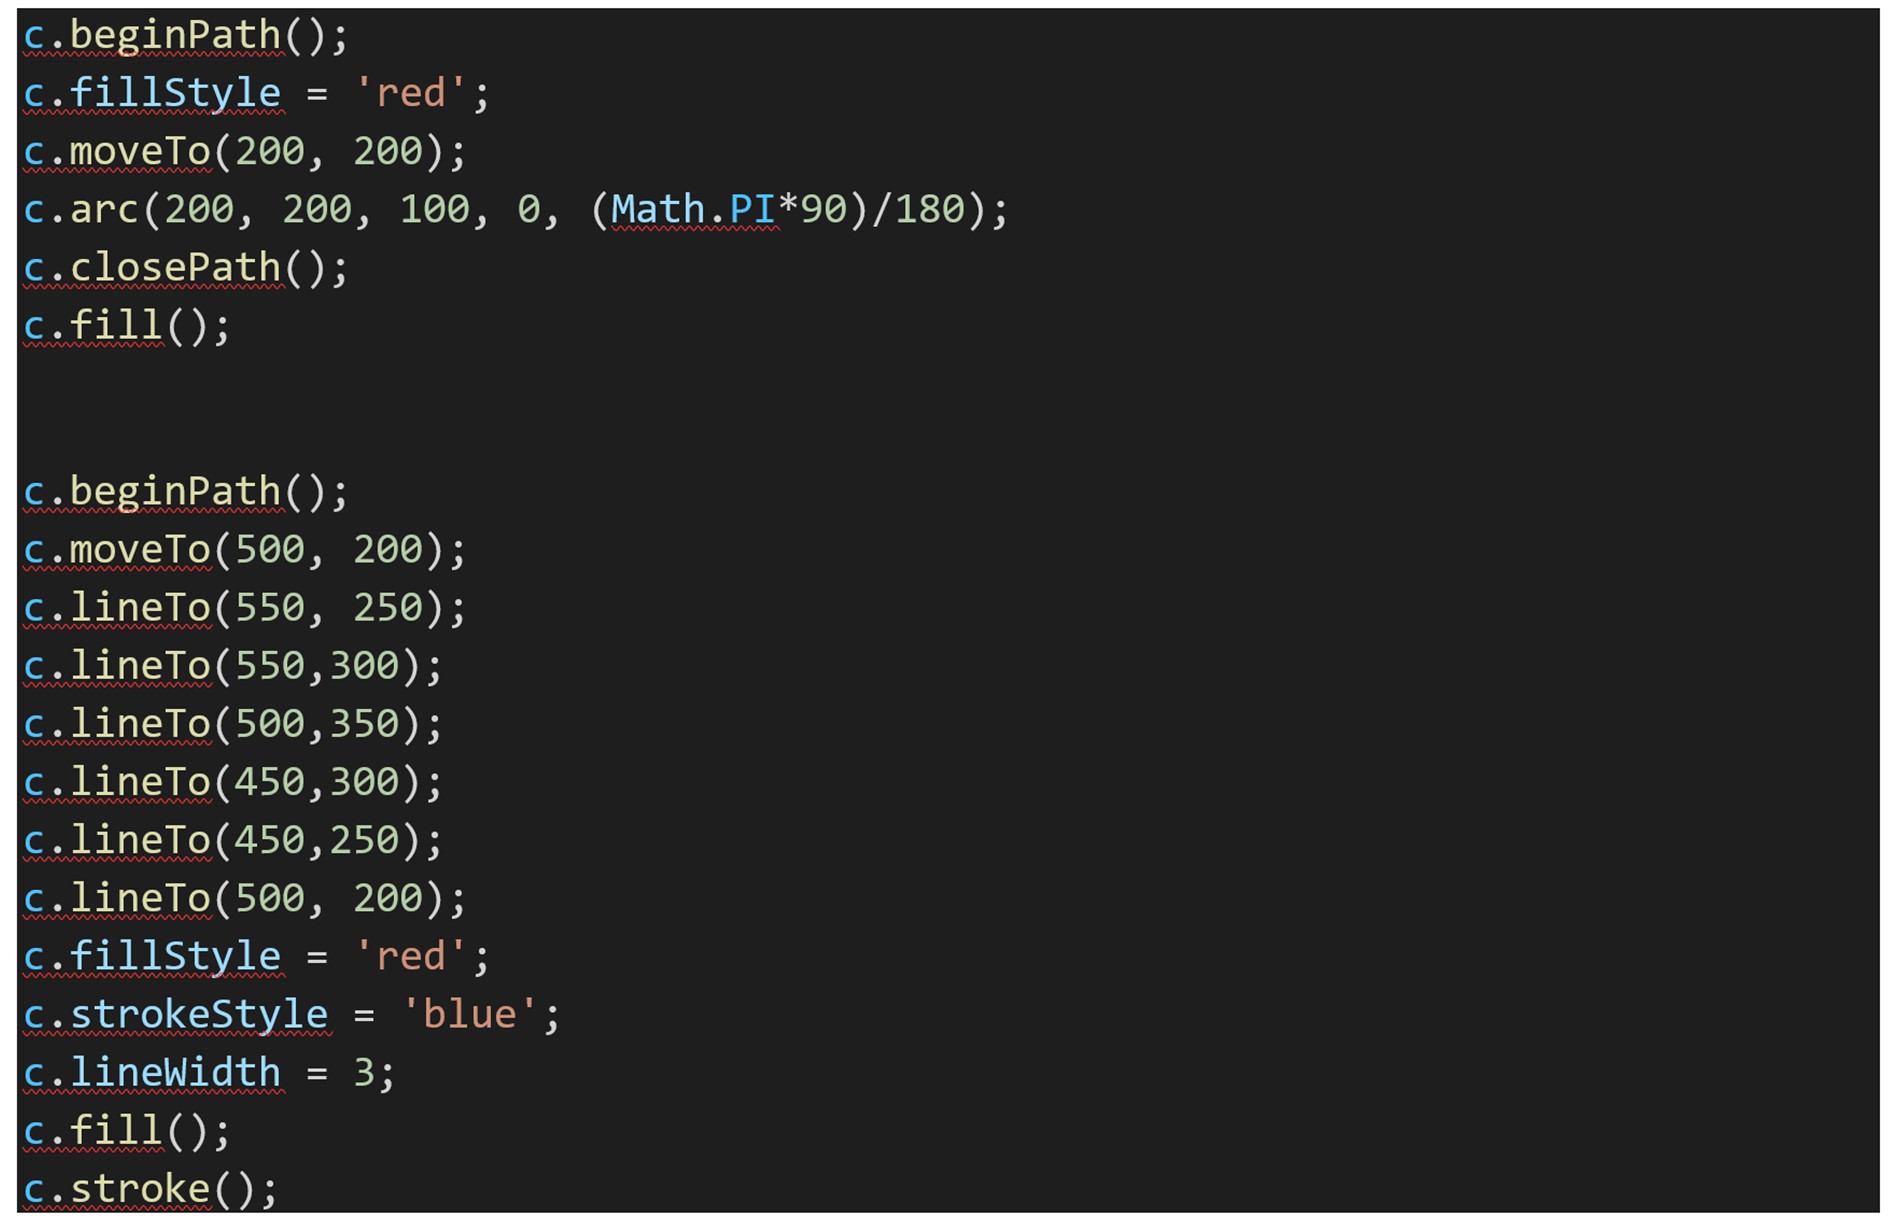 c.beginPath();
c.fillStyle = 'red';
c.moveTo(200, 200);
c.arc(200, 200, 100, 0, (Math.PI*90)/180);
c.closePath();
c.fill();
c.beginPath();
c.moveTo(500, 200);
c.lineTo(550, 250);
c.lineTo(550,300);
c.lineTo(500,350);
c.lineTo(450,300);
c.lineTo(450,250);
c.lineTo(500, 200);
c.fillStyle = 'red';
c.strokeStyle = 'blue';
c.lineWidth = 3;
c.fill();
c.stroke();